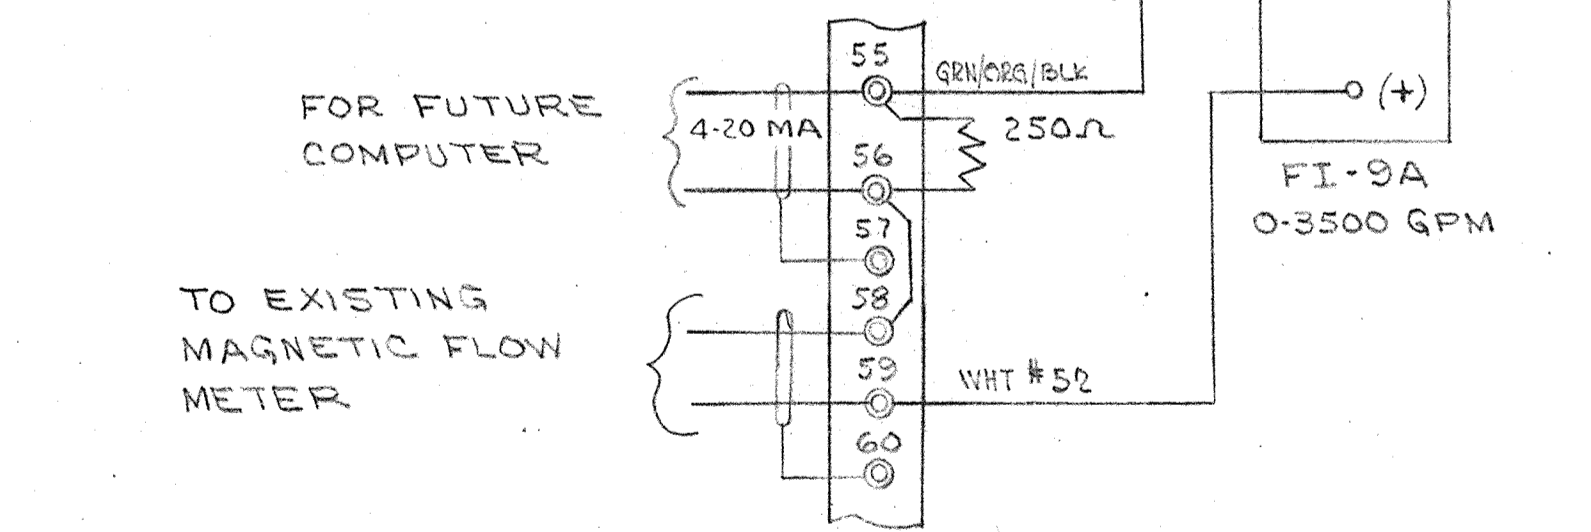 FOR FUTURE
COMPUTER
4-20 MA
55
GRN/ORG/BLK
250Ω
56
57
58
TO EXISTING
MAGNETIC FLOW
METER
59
WHT #52
60
(+)
FI-9A
0-3500 GPM